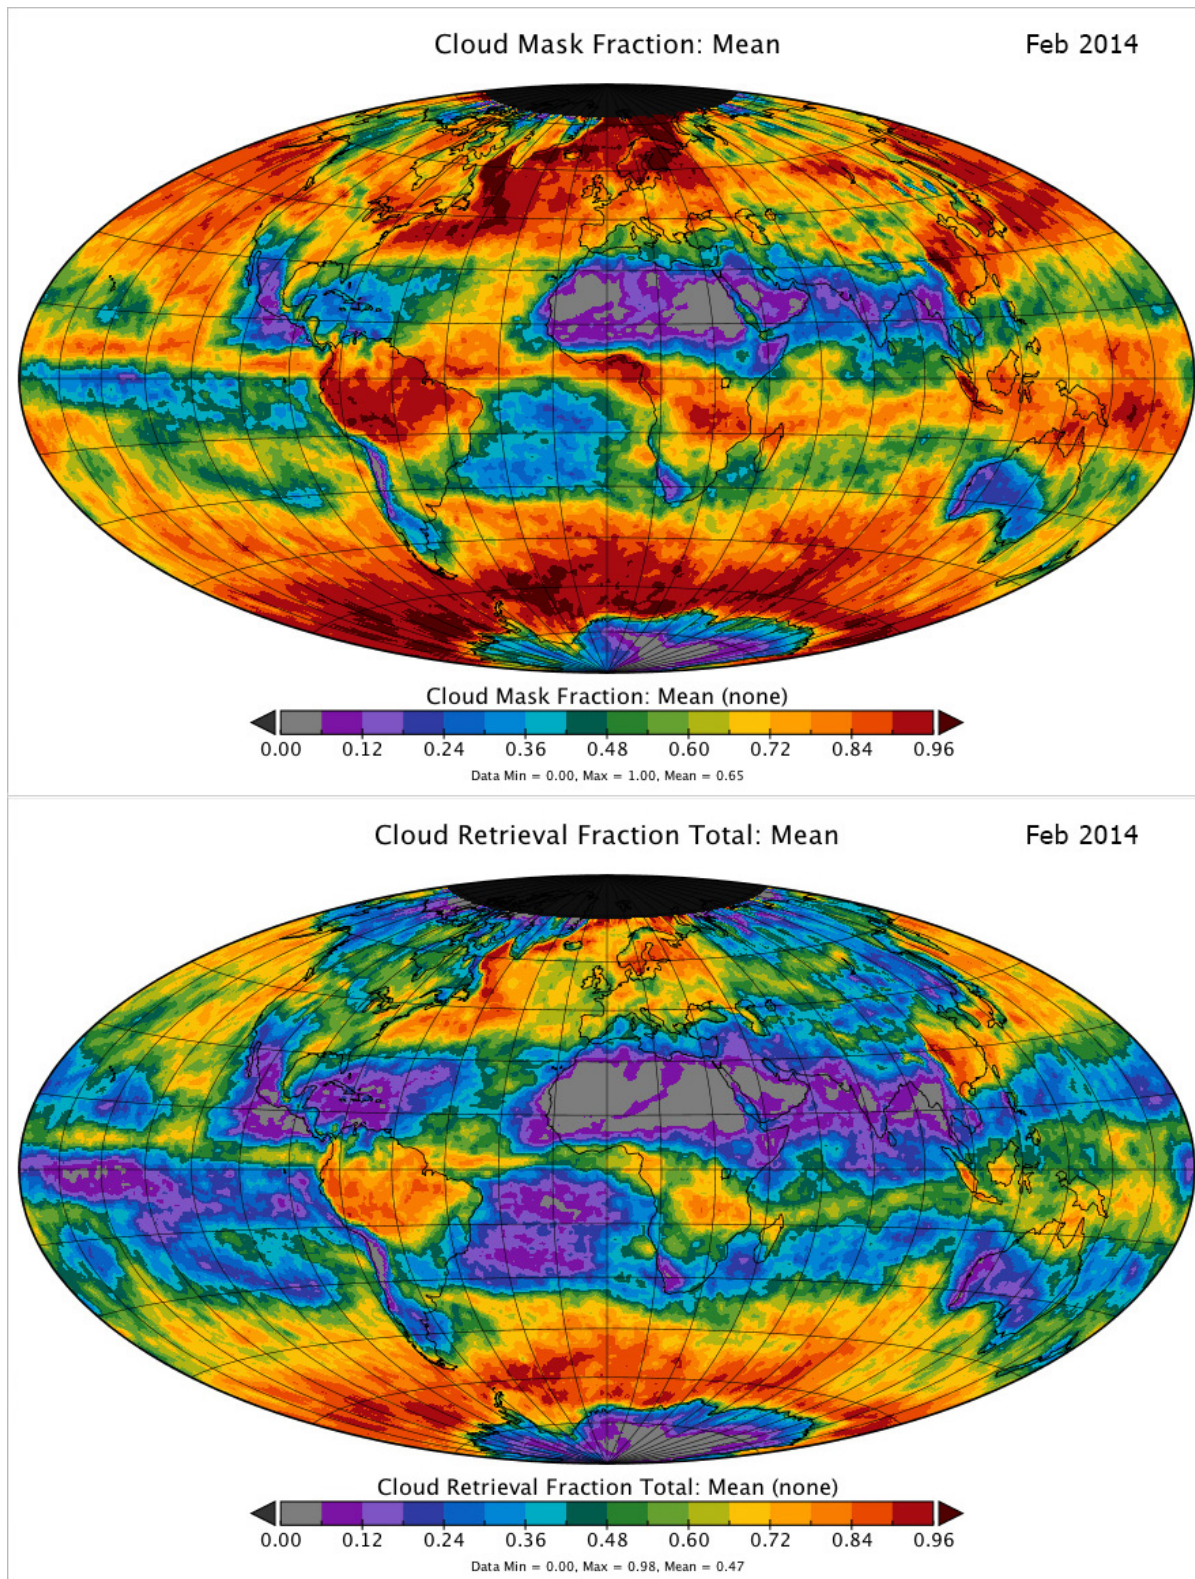 Cloud Mask Fraction: Mean Feb 2014
Cloud Mask Fraction: Mean (none)
0.00 0.12 0.24 0.36 0.48 0.60 0.72 0.84 0.96
Data Min = 0.00, Max = 1.00, Mean = 0.65
Cloud Retrieval Fraction Total: Mean Feb 2014
Cloud Retrieval Fraction Total: Mean (none)
0.00 0.12 0.24 0.36 0.48 0.60 0.72 0.84 0.96
Data Min = 0.00, Max = 0.98, Mean = 0.47